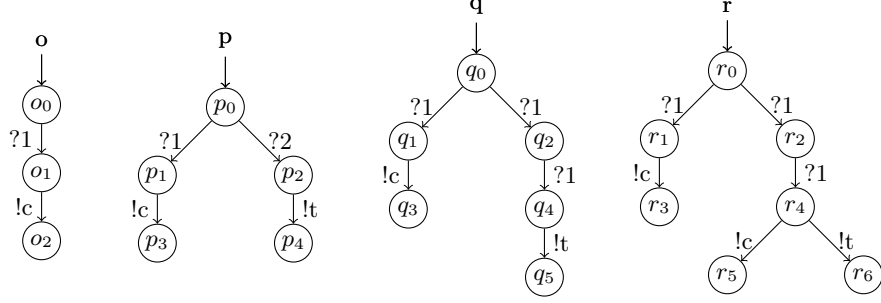 o
o0
?1
o1
!c
o2
p
p0
?1 ?2
p1 p2
!c !t
p3 p4
q
q0
?1 ?1
q1 q2
!c ?1
q3 q4
!t
q5
r
r0
?1 ?1
r1 r2
!c ?1
r3 r4
!c !t
r5 r6